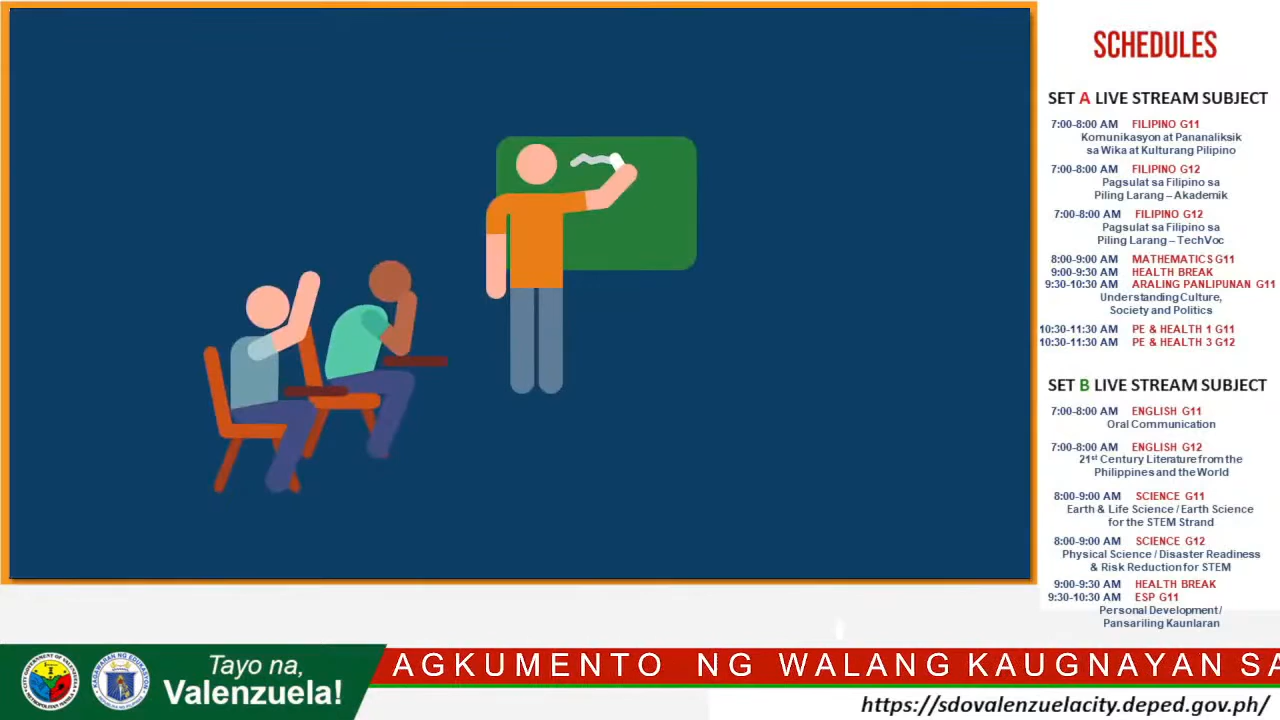 SCHEDULES
SET A LIVE STREAM SUBJECT
7:00-8:00 AM FILIPINO G11
Komunikasyon at Pananaliksik
sa Wika at Kulturang Pilipino
7:00-8:00 AM FILIPINO G12
Pagsulat sa Filipino sa
Piling Larang – Akademik
7:00-8:00 AM FILIPINO G12
Pagsulat sa Filipino sa
Piling Larang – TechVoc
8:00-9:00 AM MATHEMATICS G11
9:00-9:30 AM HEALTH BREAK
9:30-10:30 AM ARALING PANLIPUNAN G11
Understanding Culture,
Society and Politics
10:30-11:30 AM PE & HEALTH 1 G11
10:30-11:30 AM PE & HEALTH 3 G12
SET B LIVE STREAM SUBJECT
7:00-8:00 AM ENGLISH G11
Oral Communication
7:00-8:00 AM ENGLISH G12
21st Century Literature from the
Philippines and the World
8:00-9:00 AM SCIENCE G11
Earth & Life Science / Earth Science
for the STEM Strand
8:00-9:00 AM SCIENCE G12
Physical Science / Disaster Readiness
& Risk Reduction for STEM
9:00-9:30 AM HEALTH BREAK
9:30-10:30 AM ESP G11
Personal Development /
Pansariling Kaunlaran
Tayo na,
Valenzuela!
AGKUMENTO NG WALANG KAUGNAYAN SA
https://sdovalenzuelacity.deped.gov.ph/